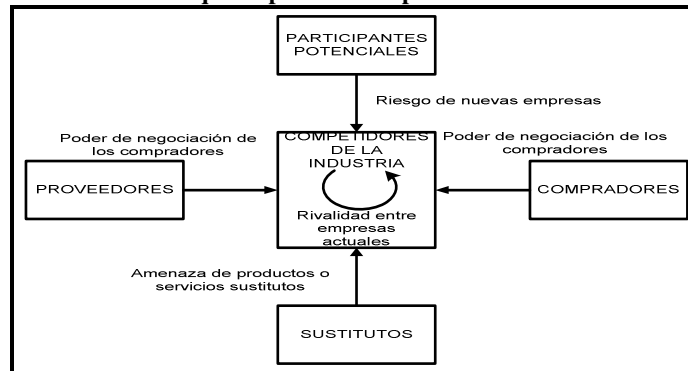 PARTICIPANTES
POTENCIALES
Riesgo de nuevas empresas
Poder de negociación de
los compradores
COMPETIDORES
DE LA
INDUSTRIA
Poder de negociación de los
compradores
PROVEEDORES
COMPRADORES
Rivalidad entre
empresas
actuales
Amenaza de productos o
servicios sustitutos
SUSTITUTOS